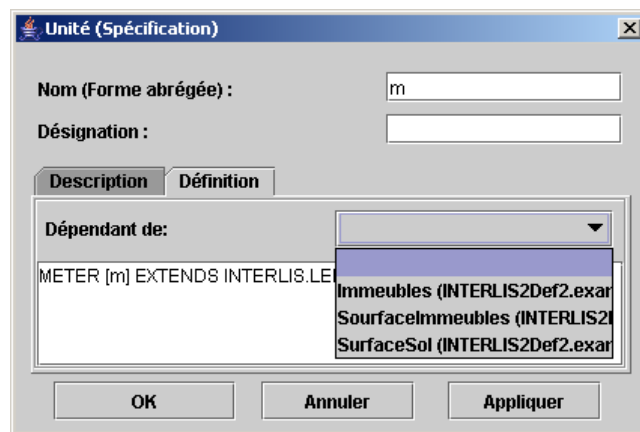 Unité (Spécification)
Nom (Forme abrégée) :
m
Désignation :
Description
Définition
Dépendant de:
METER [m] EXTENDS INTERLIS.LE
Immeubles (INTERLIS2Def2.exar
SourfaceImmeubles (INTERLIS2
SurfaceSol (INTERLIS2Def2.exar
OK
Annuler
Appliquer